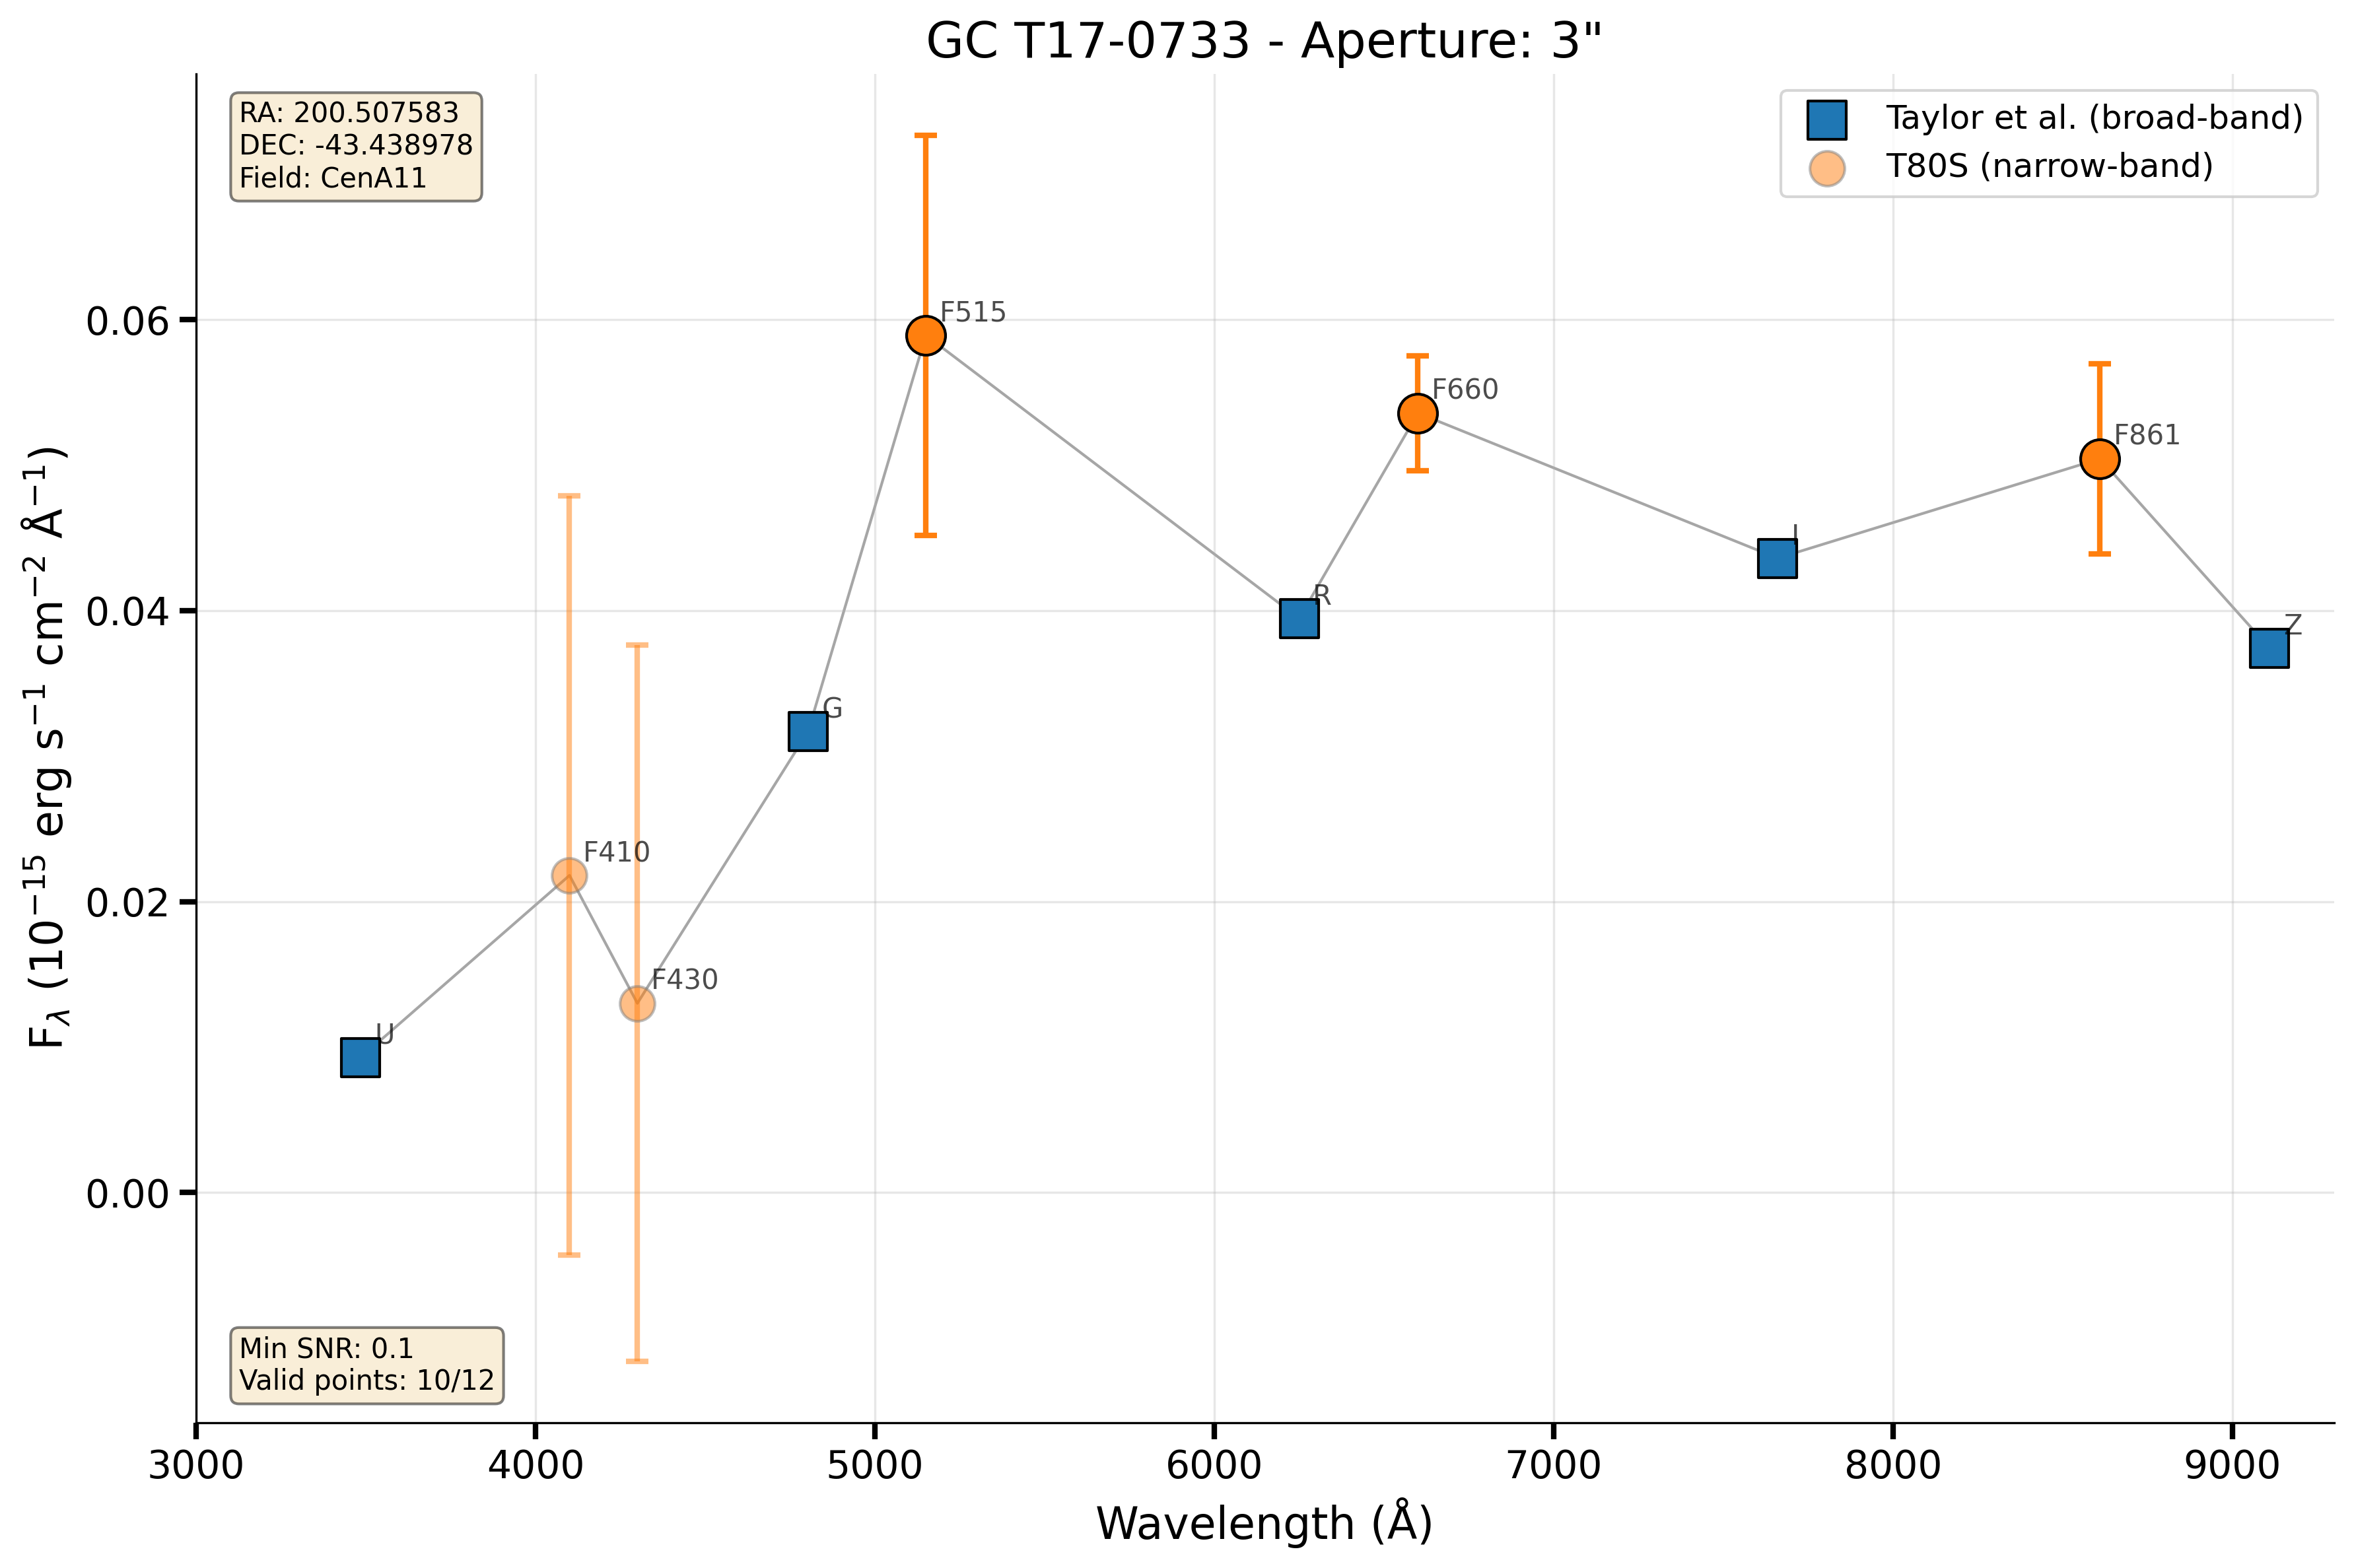 GC T17-0733 - Aperture: 3"
RA: 200.507583
DEC: -43.438978
Field: CenA11
Taylor et al. (broad-band)
T80S (narrow-band)
F515
F660
F861
I
R
Z
G
F410
F430
U
0.06
0.04
0.02
0.00
F_λ (10⁻¹⁵ erg s⁻¹ cm⁻² Å⁻¹)
Min SNR: 0.1
Valid points: 10/12
3000 4000 5000 6000 7000 8000 9000
Wavelength (Å)